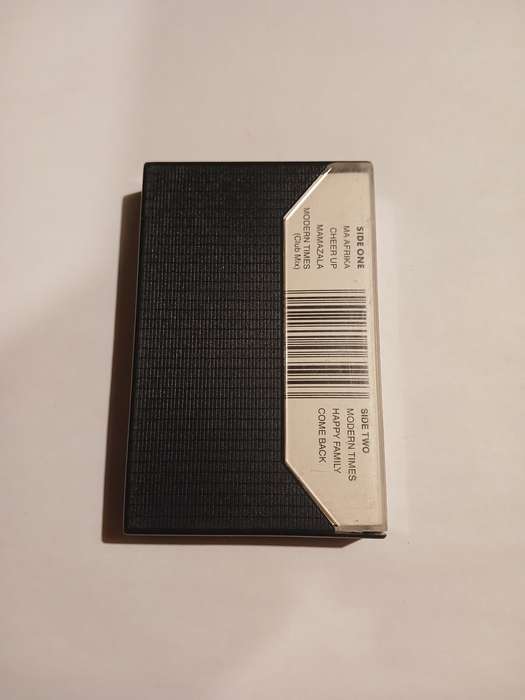 SIDE ONE
MA AFRIKA
CHEER UP
MAMAZALA
MODERN TIMES
(Club Mix)
SIDE TWO
MODERN TIMES
HAPPY FAMILY
COME BACK